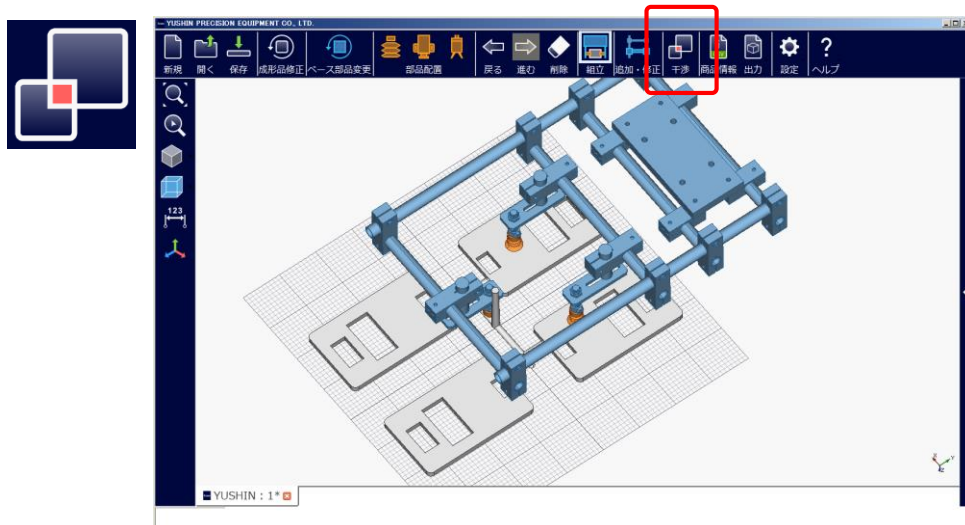 YUSHIN PRECISION EQUIPMENT CO., LTD.
新規 開く 保存 成形品修正 ベース部品変更 部品配置 戻る 進む 削除 組立 追加・修正 干渉 商品情報 出力 設定 ヘルプ
123
YUSHIN : 1*